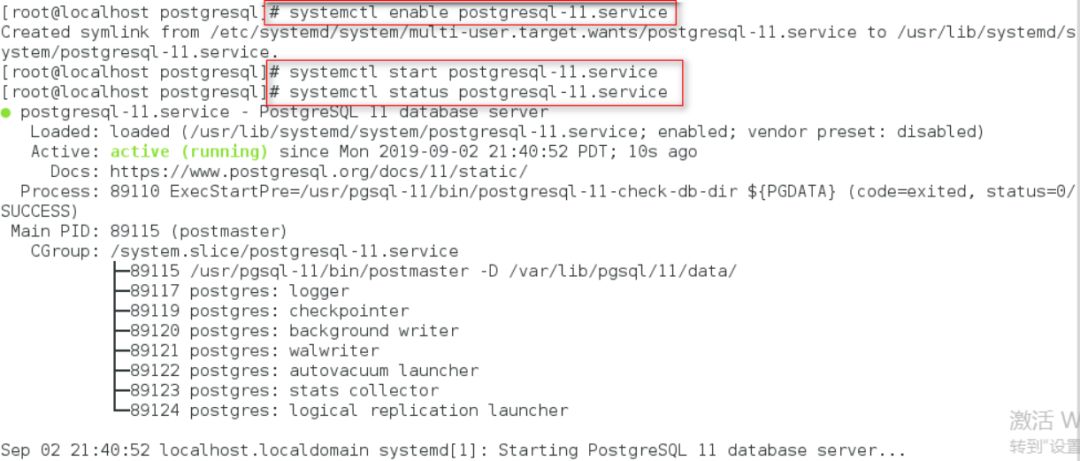 [root@localhost postgresql]# systemctl enable postgresql-11.service
Created symlink from /etc/systemd/system/multi-user.target.wants/postgresql-11.service to /usr/lib/systemd/s
ystem/postgresql-11.service.
[root@localhost postgresql]# systemctl start postgresql-11.service
[root@localhost postgresql]# systemctl status postgresql-11.service
● postgresql-11.service - PostgreSQL 11 database server
Loaded: loaded (/usr/lib/systemd/system/postgresql-11.service; enabled; vendor preset: disabled)
Active: active (running) since Mon 2019-09-02 21:40:52 PDT; 10s ago
Docs: https://www.postgresql.org/docs/11/static/
Process: 89110 ExecStartPre=/usr/pgsql-11/bin/postgresql-11-check-db-dir ${PGDATA} (code=exited, status=0/
SUCCESS)
Main PID: 89115 (postmaster)
CGroup: /system.slice/postgresql-11.service
├─89115 /usr/pgsql-11/bin/postmaster -D /var/lib/pgsql/11/data/
├─89117 postgres: logger
├─89119 postgres: checkpointer
├─89120 postgres: background writer
├─89121 postgres: walwriter
├─89122 postgres: autovacuum launcher
├─89123 postgres: stats collector
└─89124 postgres: logical replication launcher
激活 W
转到"设置
Sep 02 21:40:52 localhost.localdomain systemd[1]: Starting PostgreSQL 11 database server...